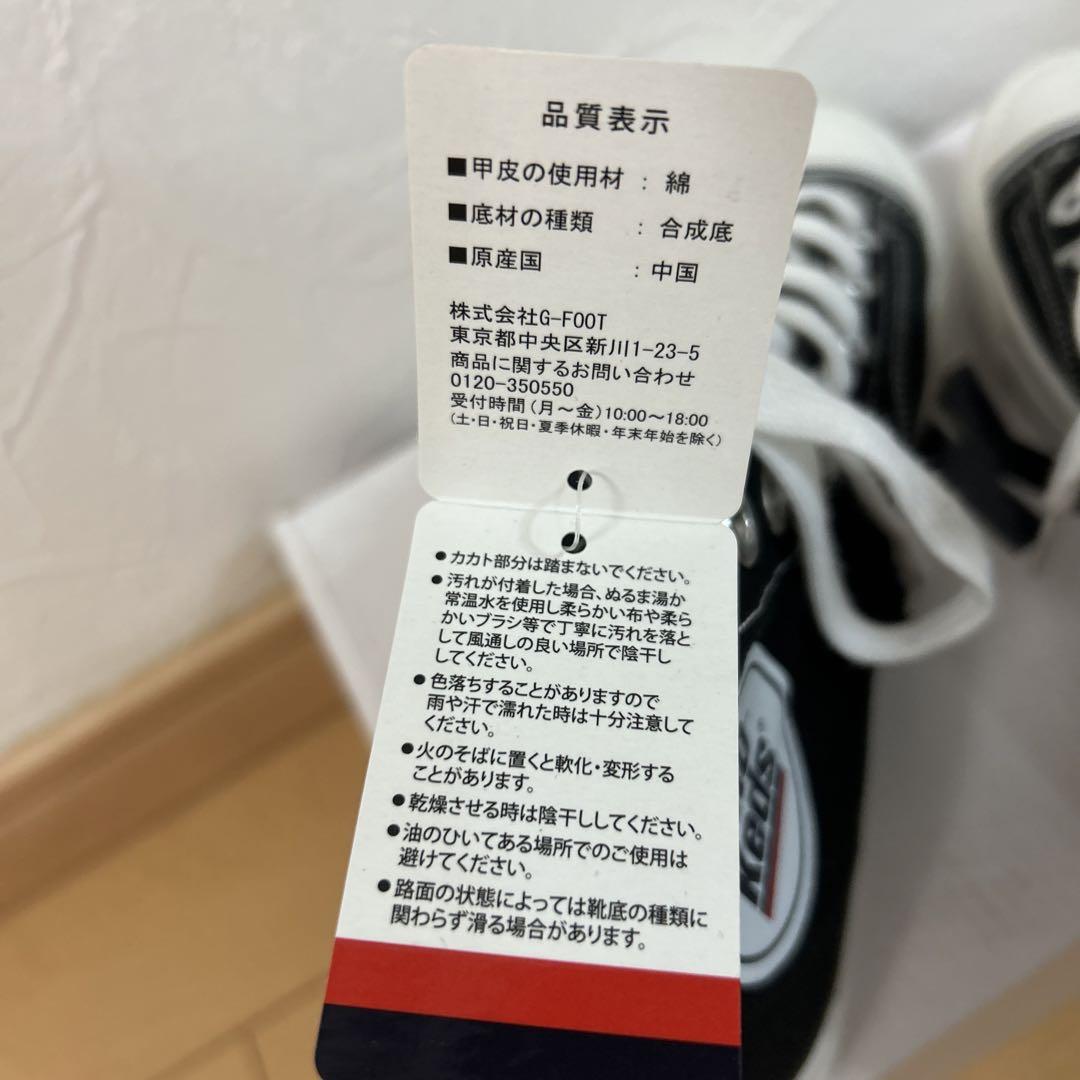 品質表示
■甲皮の使用材 : 綿
■底材の種類 : 合成底
■原産国 : 中国
株式会社G-FOOT
東京都中央区新川1-23-5
商品に関するお問い合わせ
0120-350550
受付時間(月～金)10:00～18:00
(土・日・祝日・夏季休暇・年末年始を除く)
●カカト部分は踏まないでください。
●汚れが付着した場合、ぬるま湯か
常温水を使用し柔らかい布や柔ら
かいブラシ等で丁寧に汚れを落と
して風通しの良い場所で陰干し
してください。
●色落ちすることがありますので
雨や汗で濡れた時は十分注意して
ください。
●火のそばに置くと軟化・変形する
ことがあります。
●乾燥させる時は陰干ししてください。
●油のひいてある場所でのご使用は
避けてください。
●路面の状態によっては靴底の種類に
関わらず滑る場合があります。
Keds